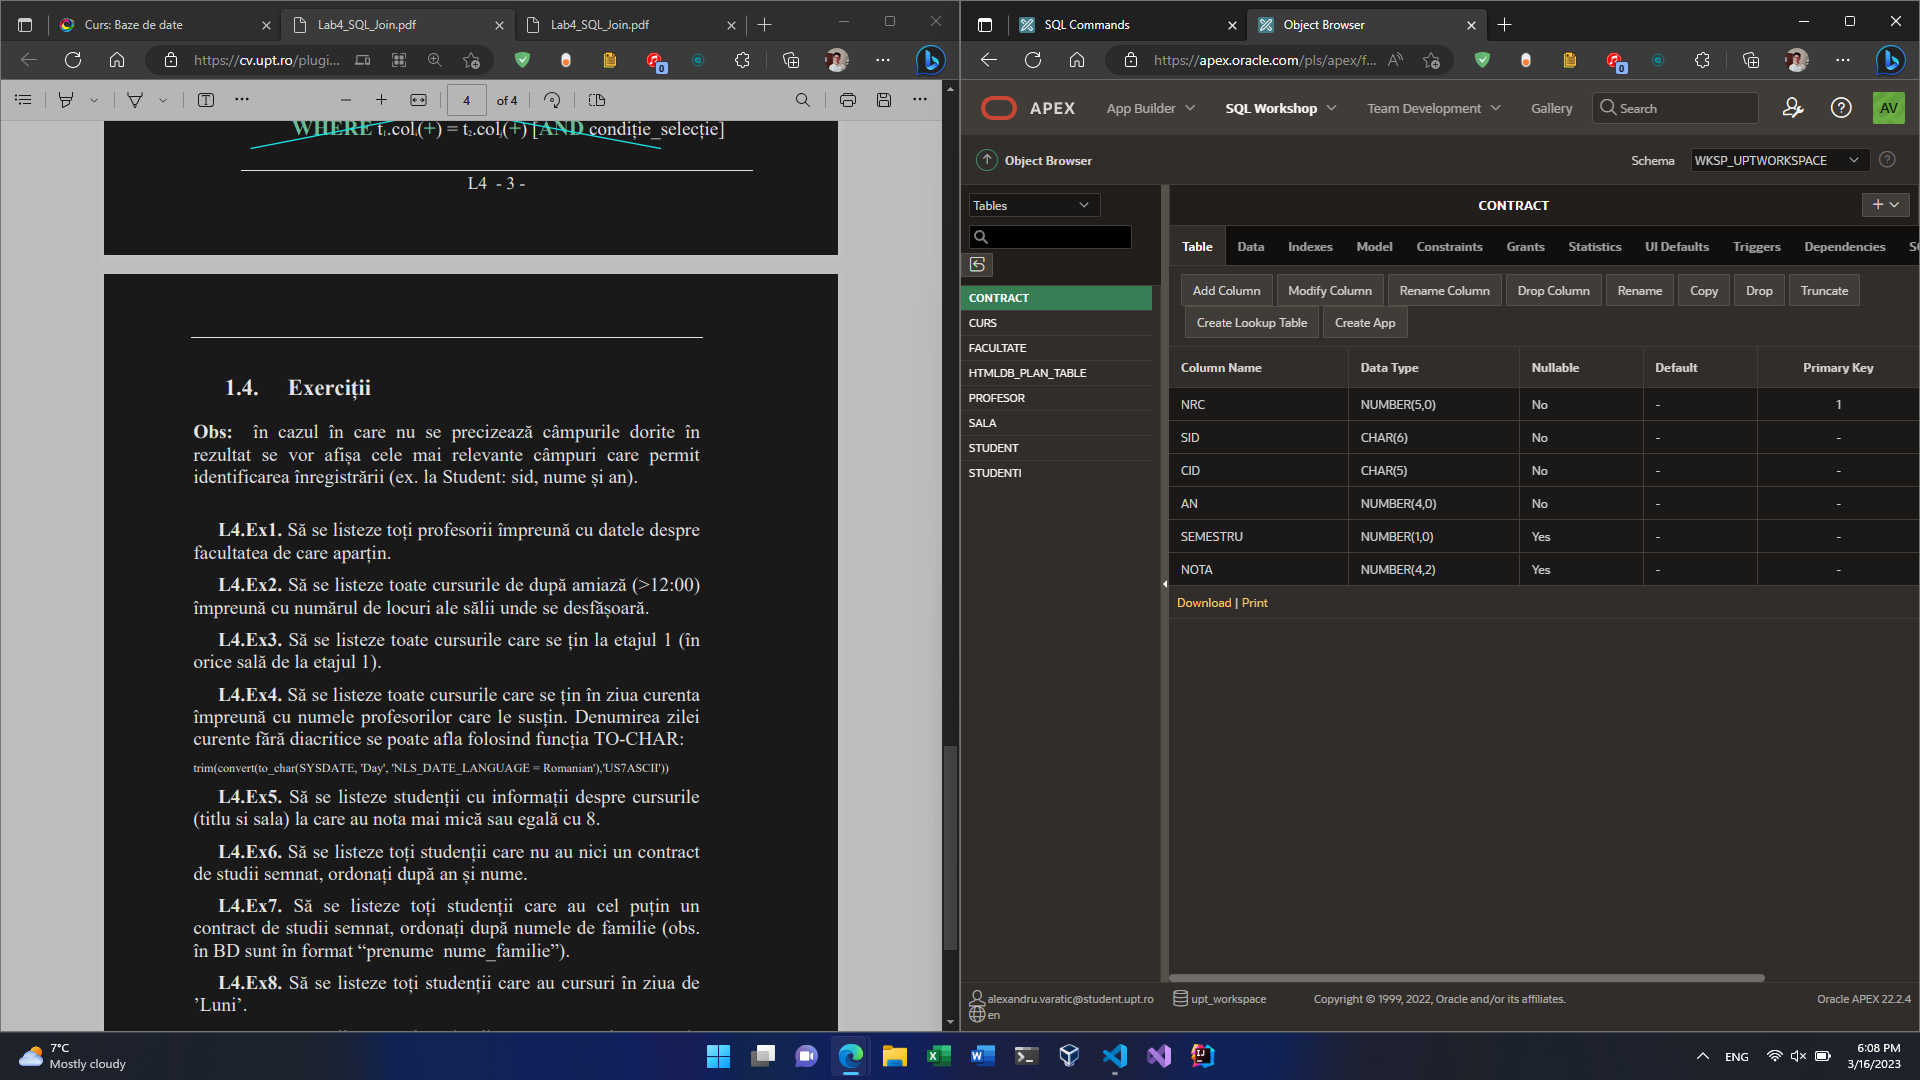 Curs: Baze de date
Lab4_SQL_Join.pdf
Lab4_SQL_Join.pdf
https://cv.upt.ro/plugi...
4 of 4
WHERE t₁.colᵢ(+) = t₂.colⱼ(+) [AND condiție_selecție]
L4 - 3 -
1.4. Exerciții
Obs: în cazul în care nu se precizează câmpurile dorite în
rezultat se vor afișa cele mai relevante câmpuri care permit
identificarea înregistrării (ex. la Student: sid, nume și an).
L4.Ex1. Să se listeze toți profesorii împreună cu datele despre
facultatea de care aparțin.
L4.Ex2. Să se listeze toate cursurile de după amiază (>12:00)
împreună cu numărul de locuri ale sălii unde se desfășoară.
L4.Ex3. Să se listeze toate cursurile care se țin la etajul 1 (în
orice sală de la etajul 1).
L4.Ex4. Să se listeze toate cursurile care se țin în ziua curenta
împreună cu numele profesorilor care le susțin. Denumirea zilei
curente fără diacritice se poate afla folosind funcția TO-CHAR:
trim(convert(to_char(SYSDATE, 'Day', 'NLS_DATE_LANGUAGE = Romanian'),'US7ASCII'))
L4.Ex5. Să se listeze studenții cu informații despre cursurile
(titlu si sala) la care au nota mai mică sau egală cu 8.
L4.Ex6. Să se listeze toți studenții care nu au nici un contract
de studii semnat, ordonați după an și nume.
L4.Ex7. Să se listeze toți studenții care au cel puțin un
contract de studii semnat, ordonați după numele de familie (obs.
în BD sunt în format “prenume nume_familie”).
L4.Ex8. Să se listeze toți studenții care au cursuri în ziua de
’Luni’.
SQL Commands
Object Browser
https://apex.oracle.com/pls/apex/f...
APEX
App Builder
SQL Workshop
Team Development
Gallery
Search
AV
Object Browser
Schema
WKSP_UPTWORKSPACE
Tables
CONTRACT
CURS
FACULTATE
HTMLDB_PLAN_TABLE
PROFESOR
SALA
STUDENT
STUDENTI
CONTRACT
Table Data Indexes Model Constraints Grants Statistics UI Defaults Triggers Dependencies
Add Column Modify Column Rename Column Drop Column Rename Copy Drop Truncate
Create Lookup Table Create App
Column Name Data Type Nullable Default Primary Key
NRC NUMBER(5,0) No - 1
SID CHAR(6) No - -
CID CHAR(5) No - -
AN NUMBER(4,0) No - -
SEMESTRU NUMBER(1,0) Yes - -
NOTA NUMBER(4,2) Yes - -
Download | Print
alexandru.varatic@student.upt.ro
upt_workspace
Copyright © 1999, 2022, Oracle and/or its affiliates.
Oracle APEX 22.2.4
en
7°C
Mostly cloudy
ENG
6:08 PM
3/16/2023